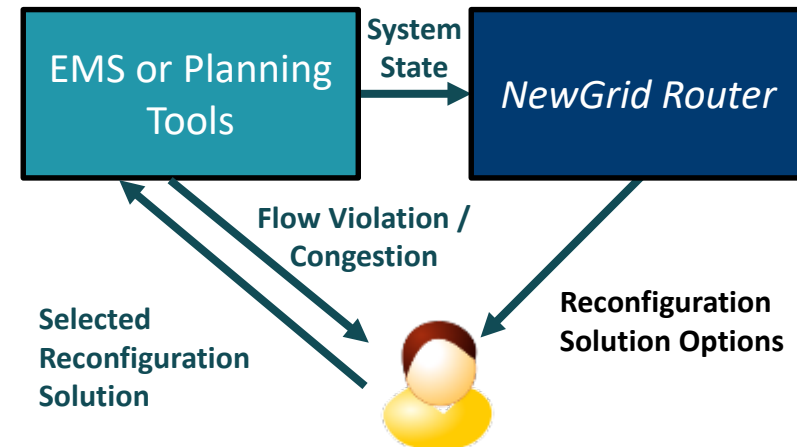 System
State
EMS or Planning
Tools
NewGrid Router
Flow Violation /
Congestion
Selected
Reconfiguration
Solution
Reconfiguration
Solution Options